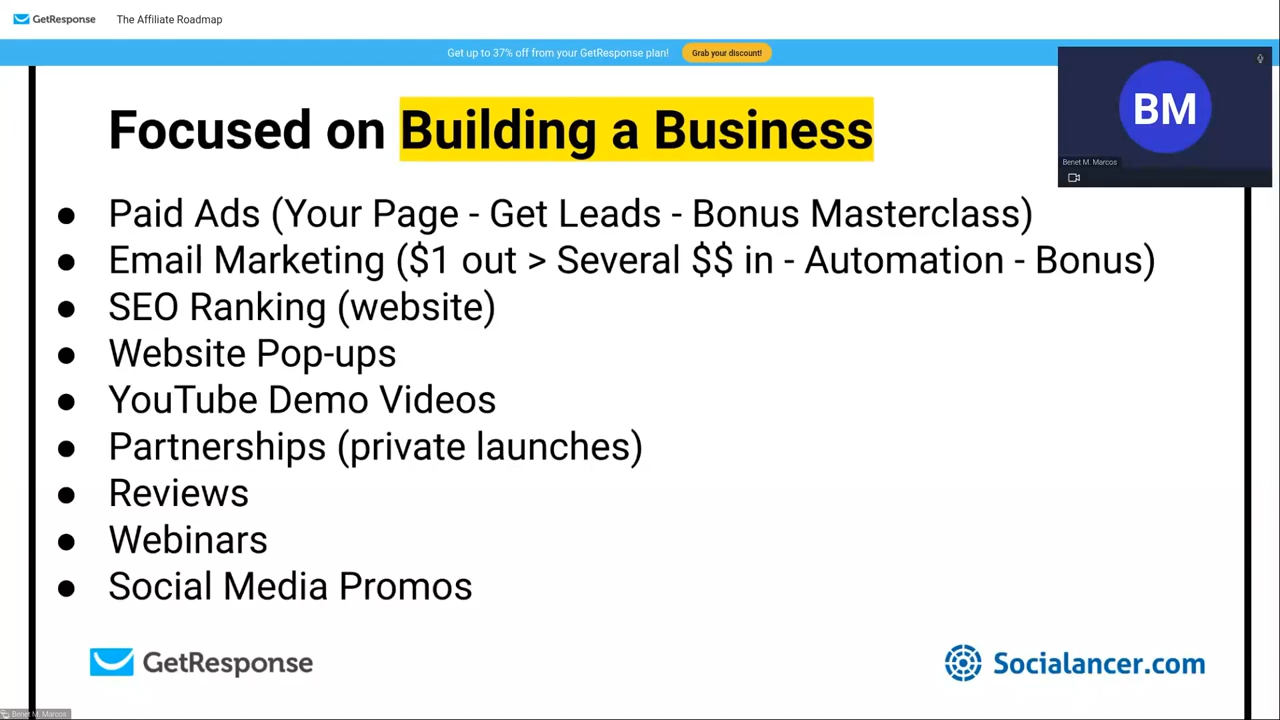 GetResponse The Affiliate Roadmap
Get up to 37% off from your GetResponse plan! Grab your discount!
BM
Benet M. Marcos
Focused on Building a Business
● Paid Ads (Your Page - Get Leads - Bonus Masterclass)
● Email Marketing ($1 out > Several $$ in - Automation - Bonus)
● SEO Ranking (website)
● Website Pop-ups
● YouTube Demo Videos
● Partnerships (private launches)
● Reviews
● Webinars
● Social Media Promos
GetResponse Socialancer.com
Benet M. Marcos